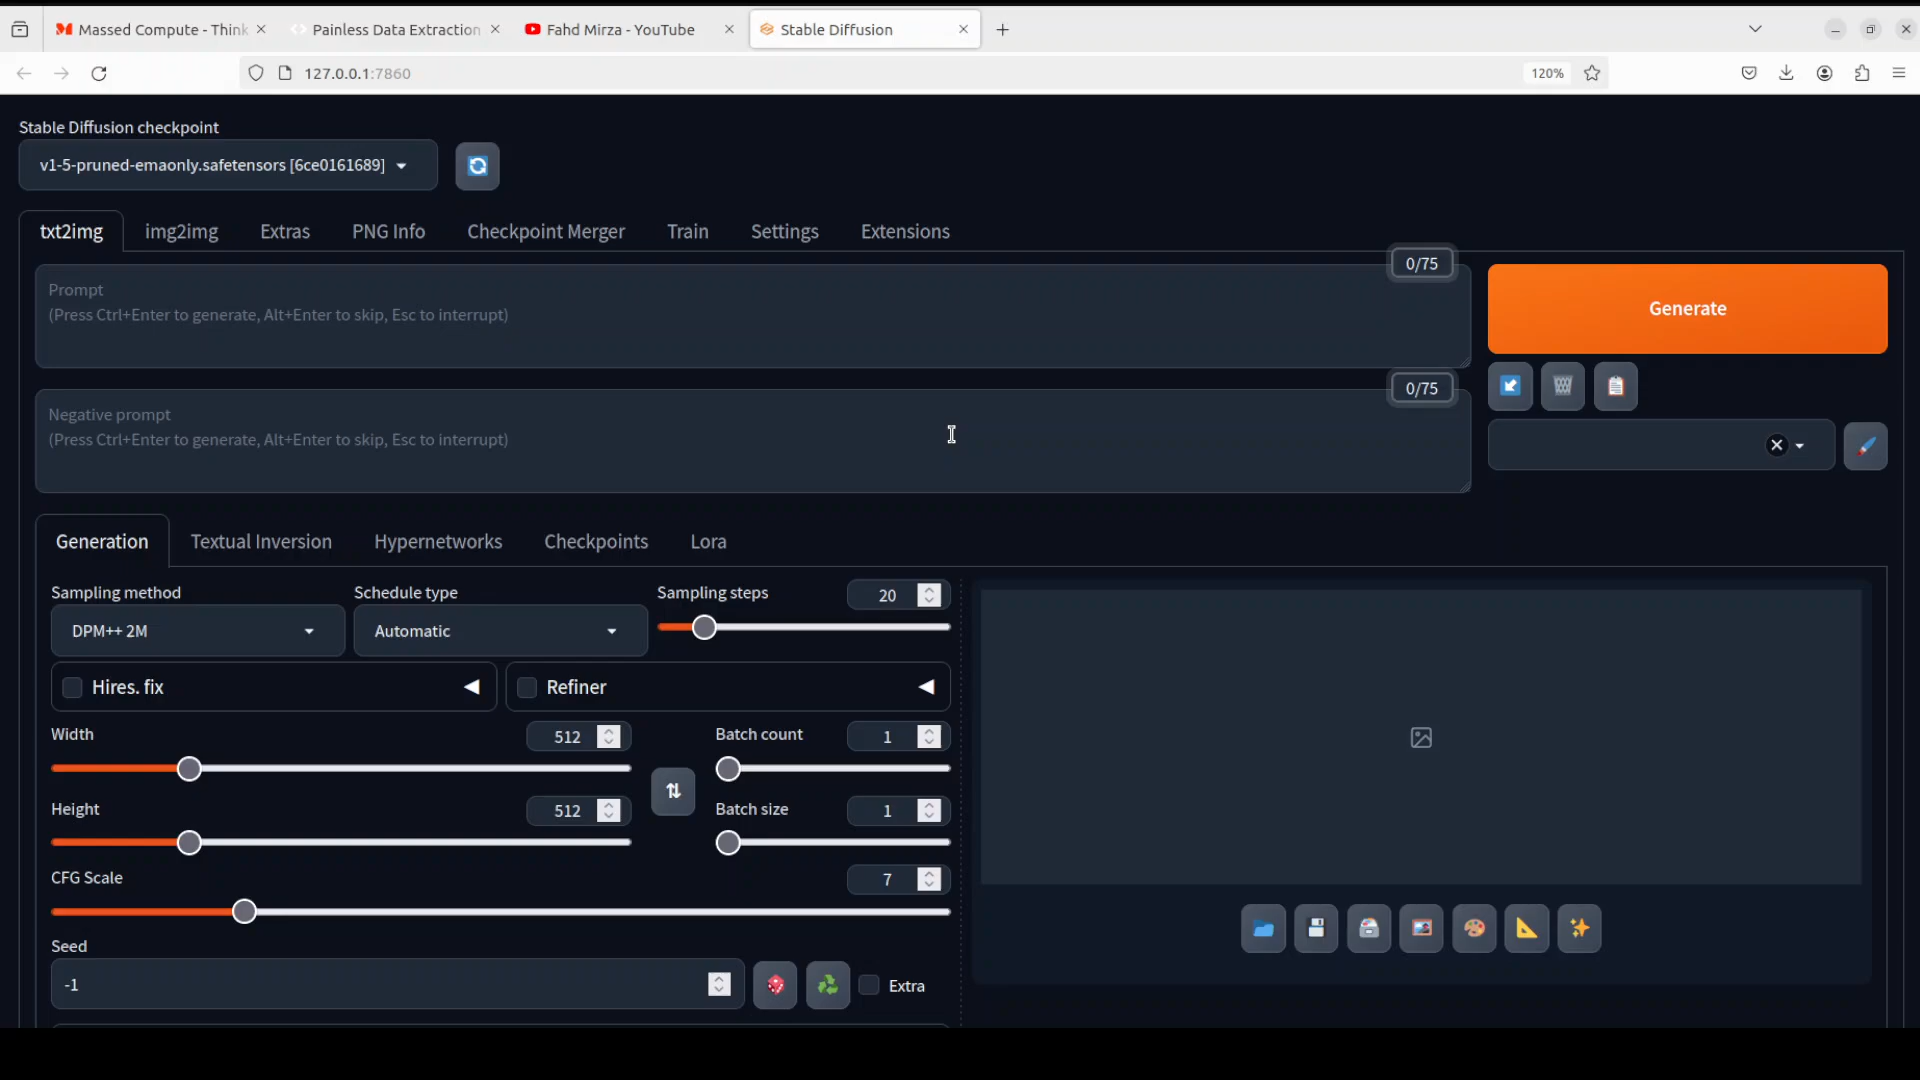 Massed Compute - Think
Painless Data Extraction
Fahd Mirza - YouTube
Stable Diffusion
127.0.0.1:7860
120%
Stable Diffusion checkpoint
v1-5-pruned-emaonly.safetensors [6ce0161689]
txt2img
img2img
Extras
PNG Info
Checkpoint Merger
Train
Settings
Extensions
0/75
Prompt
(Press Ctrl+Enter to generate, Alt+Enter to skip, Esc to interrupt)
Generate
0/75
Negative prompt
(Press Ctrl+Enter to generate, Alt+Enter to skip, Esc to interrupt)
Generation
Textual Inversion
Hypernetworks
Checkpoints
Lora
Sampling method
DPM++ 2M
Schedule type
Automatic
Sampling steps
20
Hires. fix
Refiner
Width
512
Batch count
1
Height
512
Batch size
1
CFG Scale
7
Seed
-1
Extra